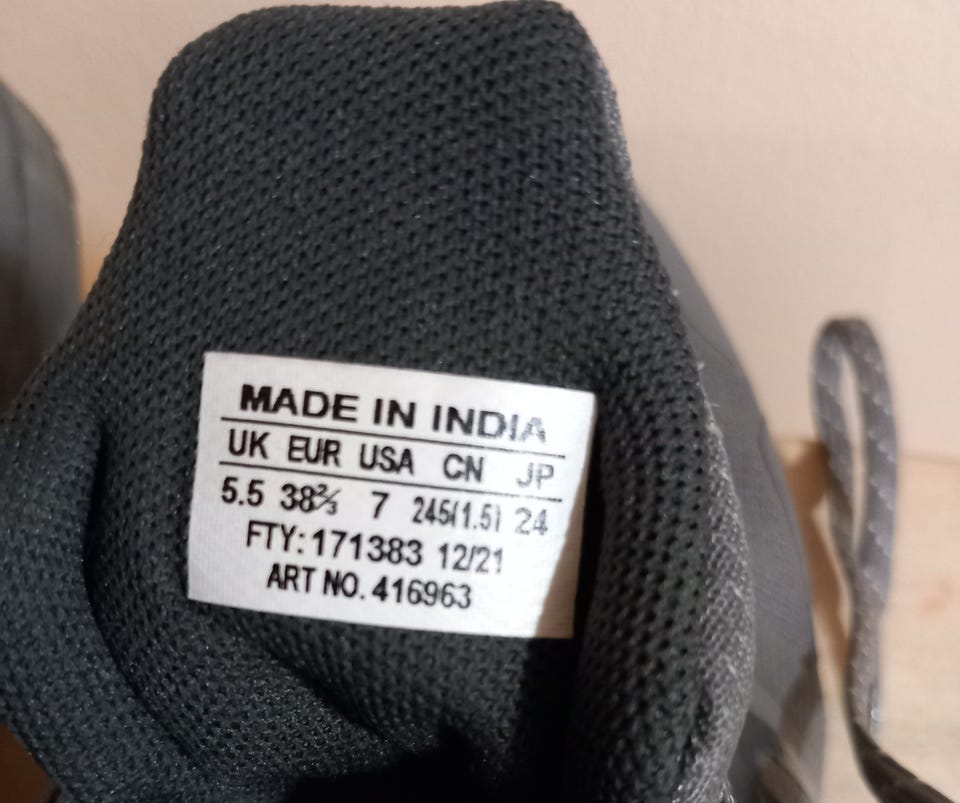 MADE IN INDIA
UK EUR USA CN JP
5.5 38⅔ 7 245(1.5) 24
FTY: 171383 12/21
ART NO. 416963